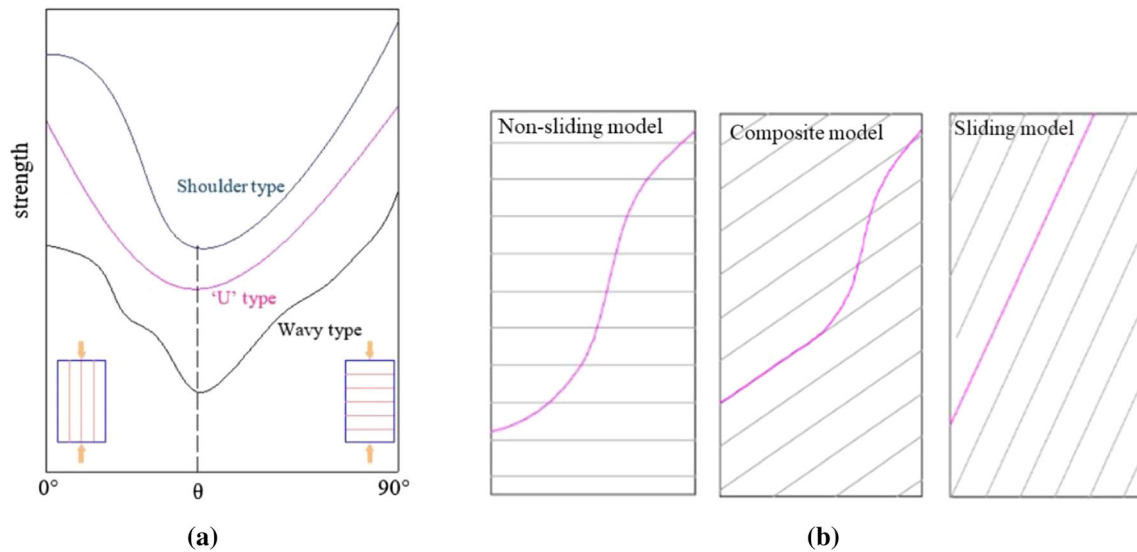 strength
Shoulder type
'U' type
Wavy type
0°
θ
90°
(a)
Non-sliding model
Composite model
Sliding model
(b)